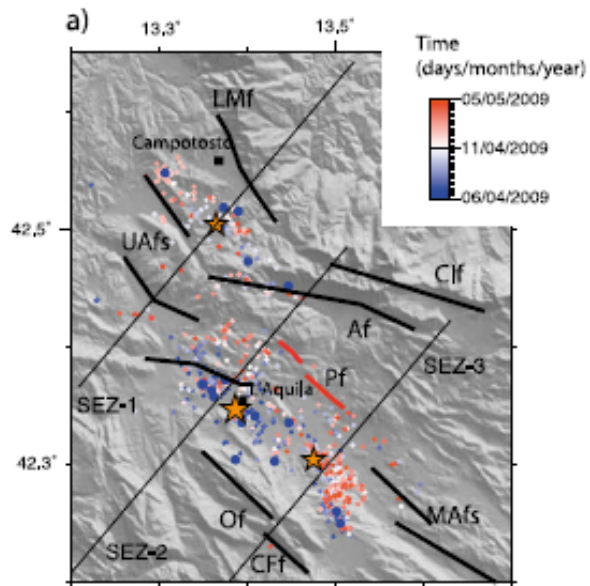 a)
13.3˚
13.5˚
Time
(days/months/year)
05/05/2009
11/04/2009
06/04/2009
LMf
Campotosto
42.5˚
UAfs
Clf
Af
SEZ-3
Pf
L'Aquila
SEZ-1
42.3˚
MAfs
Of
SEZ-2
CFf